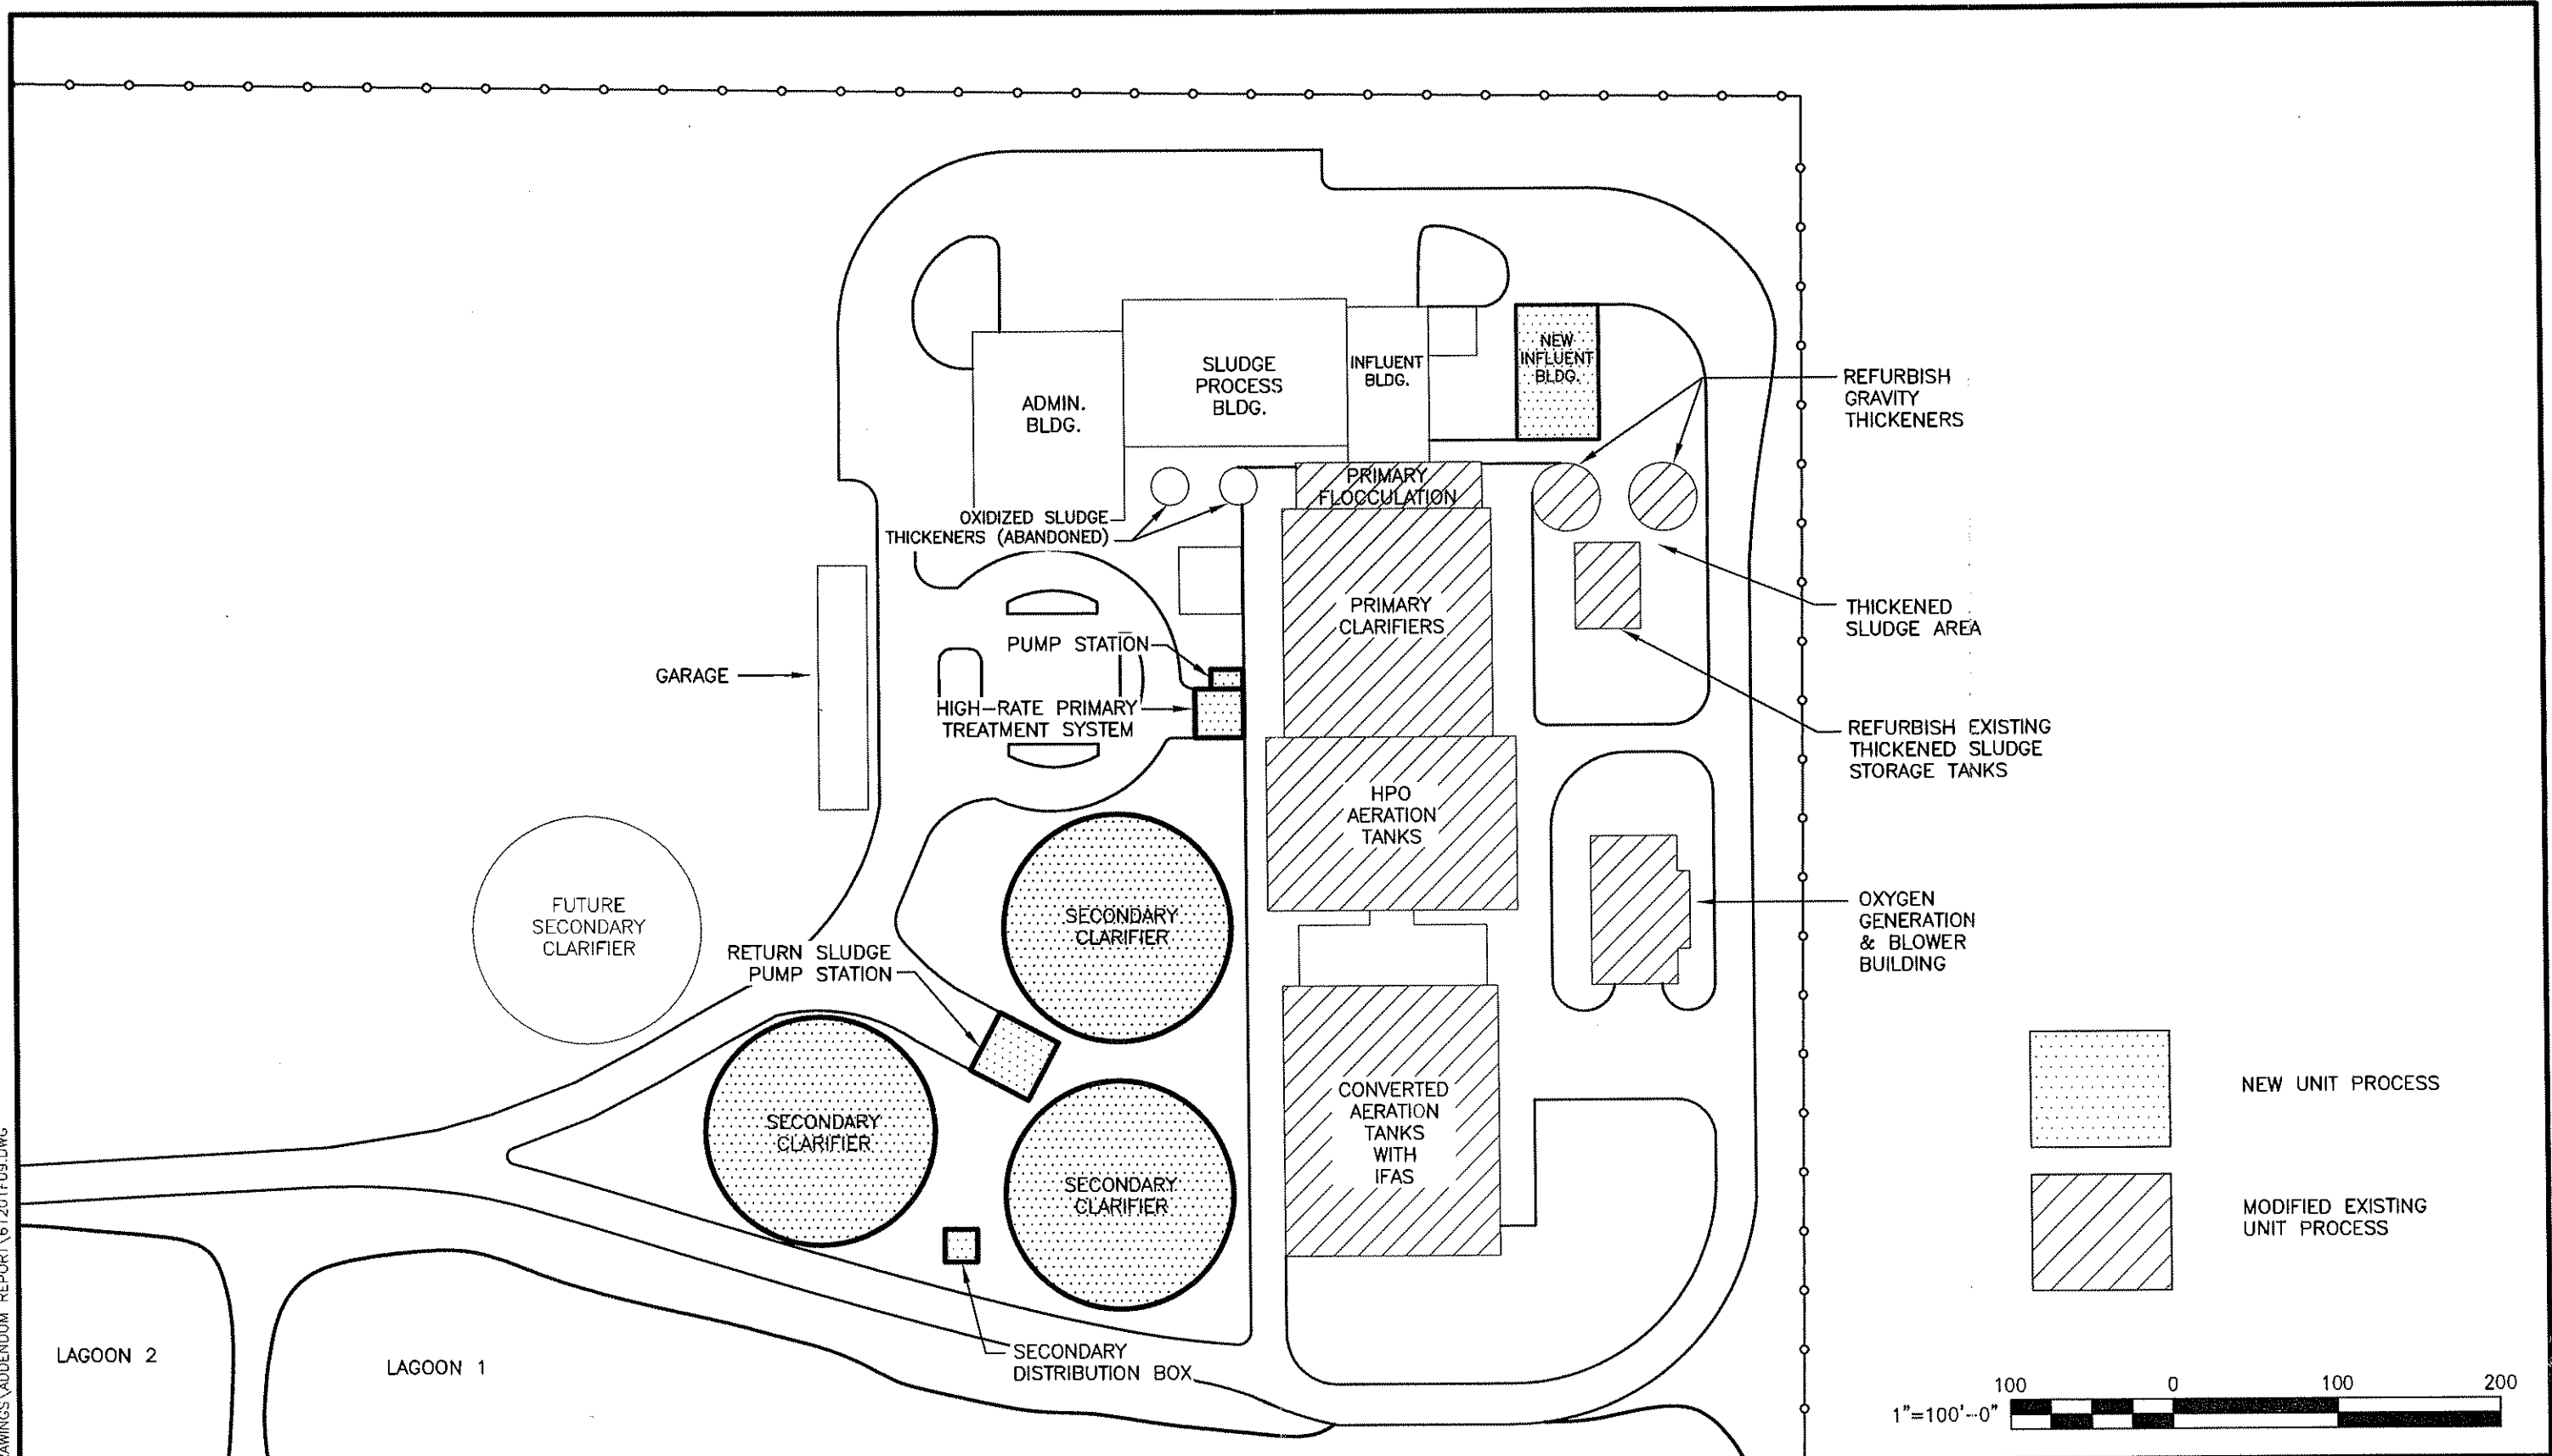 SLUDGE
PROCESS
BLDG.
INFLUENT
BLDG.
NEW
INFLUENT
BLDG.
ADMIN.
BLDG.
REFURBISH
GRAVITY
THICKENERS
PRIMARY
FLOCCULATION
OXIDIZED SLUDGE
THICKENERS (ABANDONED)
PRIMARY
CLARIFIERS
THICKENED
SLUDGE AREA
PUMP STATION
GARAGE
HIGH-RATE PRIMARY
TREATMENT SYSTEM
REFURBISH EXISTING
THICKENED SLUDGE
STORAGE TANKS
HPO
AERATION
TANKS
FUTURE
SECONDARY
CLARIFIER
SECONDARY
CLARIFIER
OXYGEN
GENERATION
& BLOWER
BUILDING
RETURN SLUDGE
PUMP STATION
SECONDARY
CLARIFIER
SECONDARY
CLARIFIER
CONVERTED
AERATION
TANKS
WITH
IFAS
NEW UNIT PROCESS
MODIFIED EXISTING
UNIT PROCESS
SECONDARY
DISTRIBUTION BOX
LAGOON 2
LAGOON 1
100 0 100 200
1"=100'-0"
ADDENDUM REPORT\61201F09.DWG